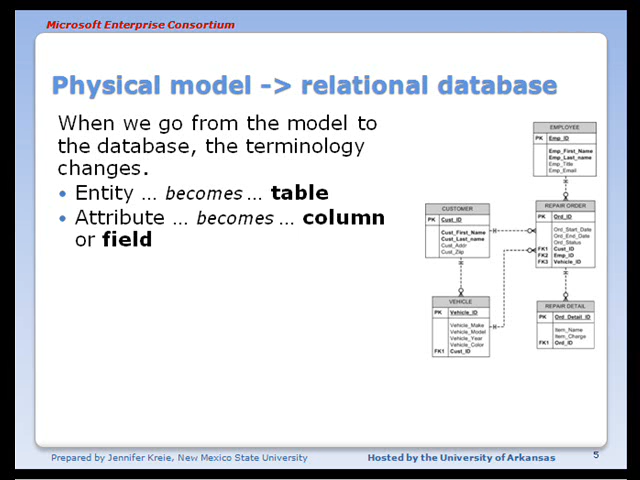 Microsoft Enterprise Consortium
Physical model -> relational database
When we go from the model to
the database, the terminology
changes.
• Entity … becomes … table
• Attribute … becomes … column
or field
EMPLOYEE
PK Emp_ID
Emp_First_Name
Emp_Last_name
Emp_Title
Emp_Email
CUSTOMER
PK Cust_ID
Cust_First_Name
Cust_Last_name
Cust_Addr
Cust_Zip
REPAIR ORDER
PK Ord_ID
Ord_Start_Date
Ord_End_Date
Ord_Status
FK1 Cust_ID
FK2 Emp_ID
FK3 Vehicle_ID
VEHICLE
PK Vehicle_ID
Vehicle_Make
Vehicle_Model
Vehicle_Year
Vehicle_Color
FK1 Cust_ID
REPAIR DETAIL
PK Ord_Detail_ID
Item_Name
Item_Charge
FK1 Ord_ID
Prepared by Jennifer Kreie, New Mexico State University
Hosted by the University of Arkansas
5